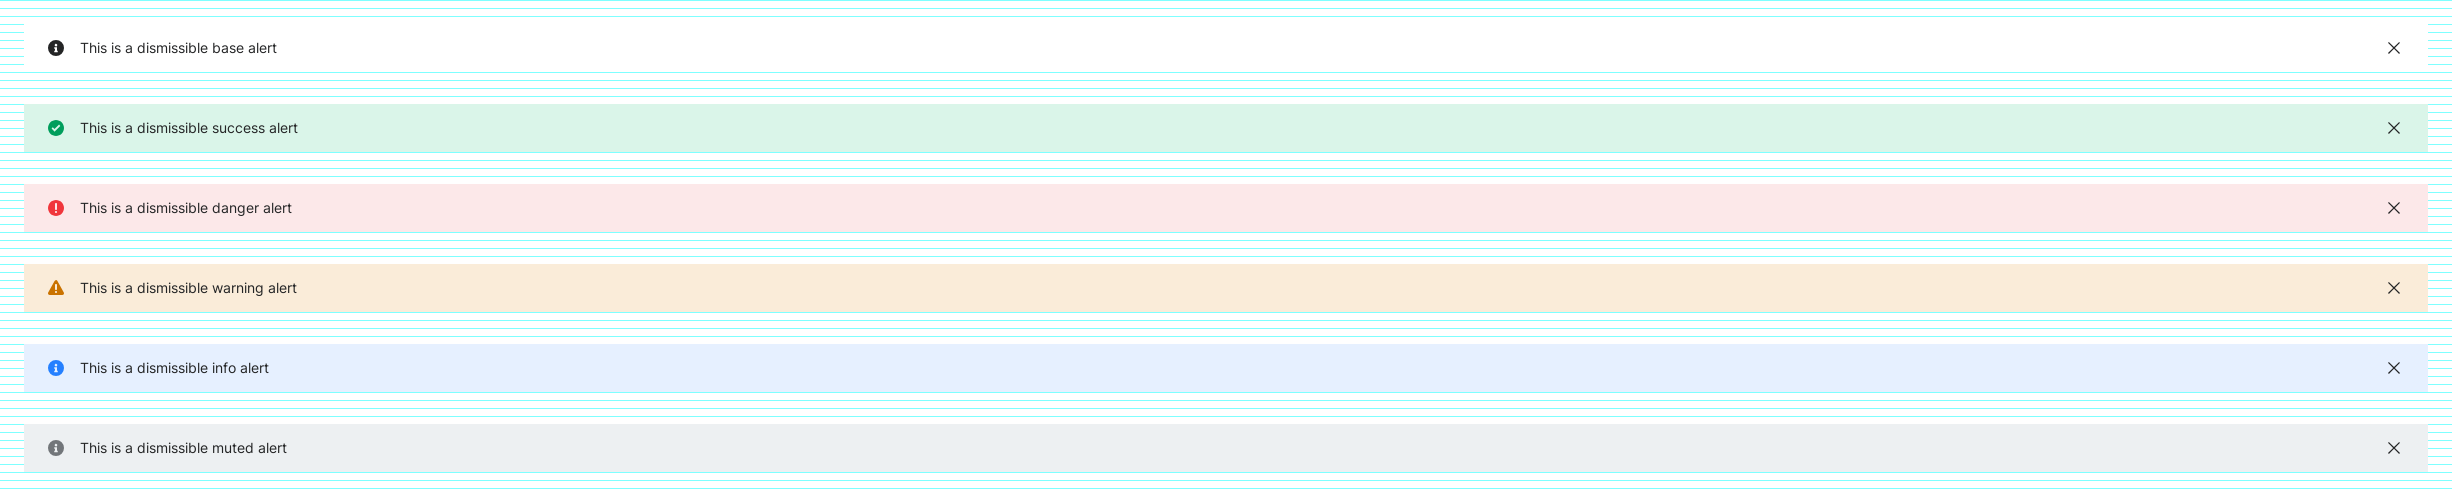 This is a dismissible base alert
This is a dismissible success alert
This is a dismissible danger alert
This is a dismissible warning alert
This is a dismissible info alert
This is a dismissible muted alert